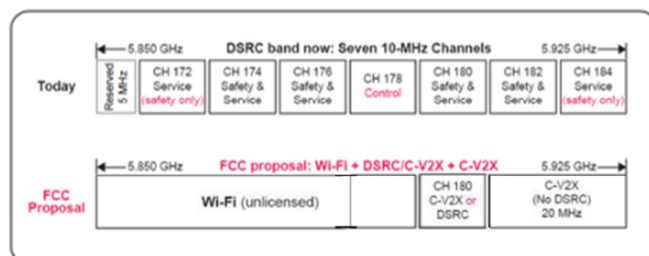 5.850 GHz DSRC band now: Seven 10-MHz Channels 5.925 GHz
Today
Reserved
5 MHz
CH 172
Service
(safety only)
CH 174
Safety &
Service
CH 176
Safety &
Service
CH 178
Control
CH 180
Safety &
Service
CH 182
Safety &
Service
CH 184
Service
(safety only)
5.850 GHz FCC proposal: Wi-Fi + DSRC/C-V2X + C-V2X 5.925 GHz
FCC
Proposal
Wi-Fi (unlicensed)
CH 180
C-V2X or
DSRC
C-V2X
(No DSRC)
20 MHz